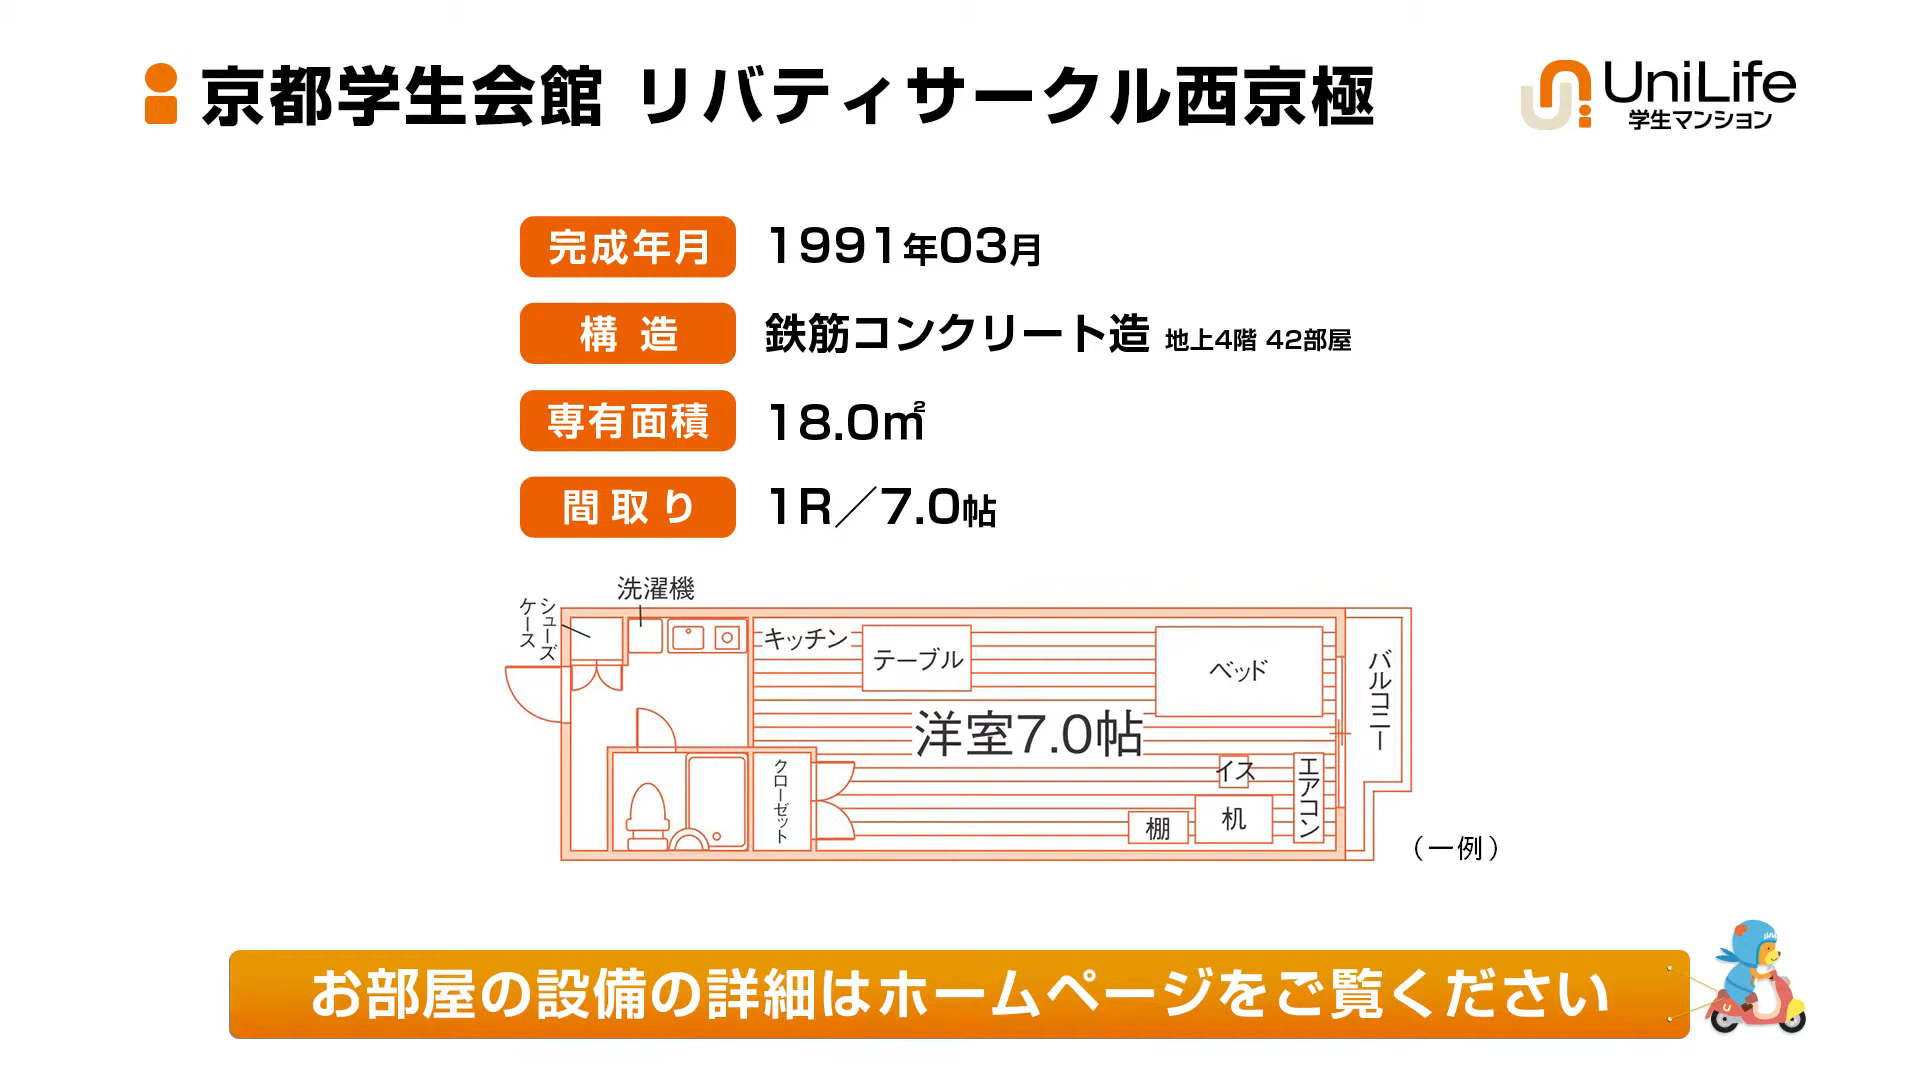 京都学生会館 リバティサークル西京極
UniLife
学生マンション
完成年月 1991年03月
構造 鉄筋コンクリート造 地上4階 42部屋
専有面積 18.0㎡
間取り 1R／7.0帖
洗濯機
シューズ
ケース
キッチン
テーブル
ベッド
バルコニー
洋室7.0帖
クローゼット
イス
エアコン
机
棚
（一例）
お部屋の設備の詳細はホームページをご覧ください